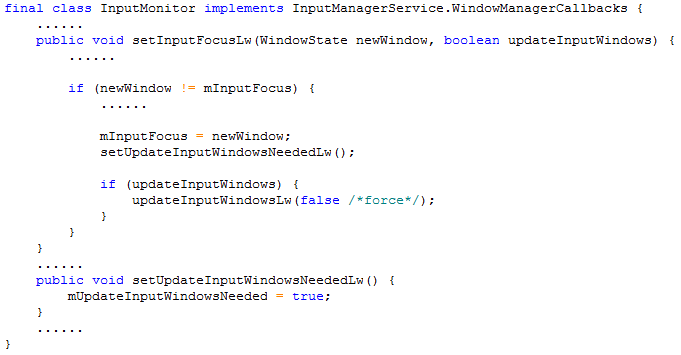 final class InputMonitor implements InputManagerService.WindowManagerCallbacks {
    ......
    public void setInputFocusLw(WindowState newWindow, boolean updateInputWindows) {
        ......

        if (newWindow != mInputFocus) {
            ......

            mInputFocus = newWindow;
            setUpdateInputWindowsNeededLw();

            if (updateInputWindows) {
                updateInputWindowsLw(false /*force*/);
            }
        }
    }
    ......
    public void setUpdateInputWindowsNeededLw() {
        mUpdateInputWindowsNeeded = true;
    }
    ......
}